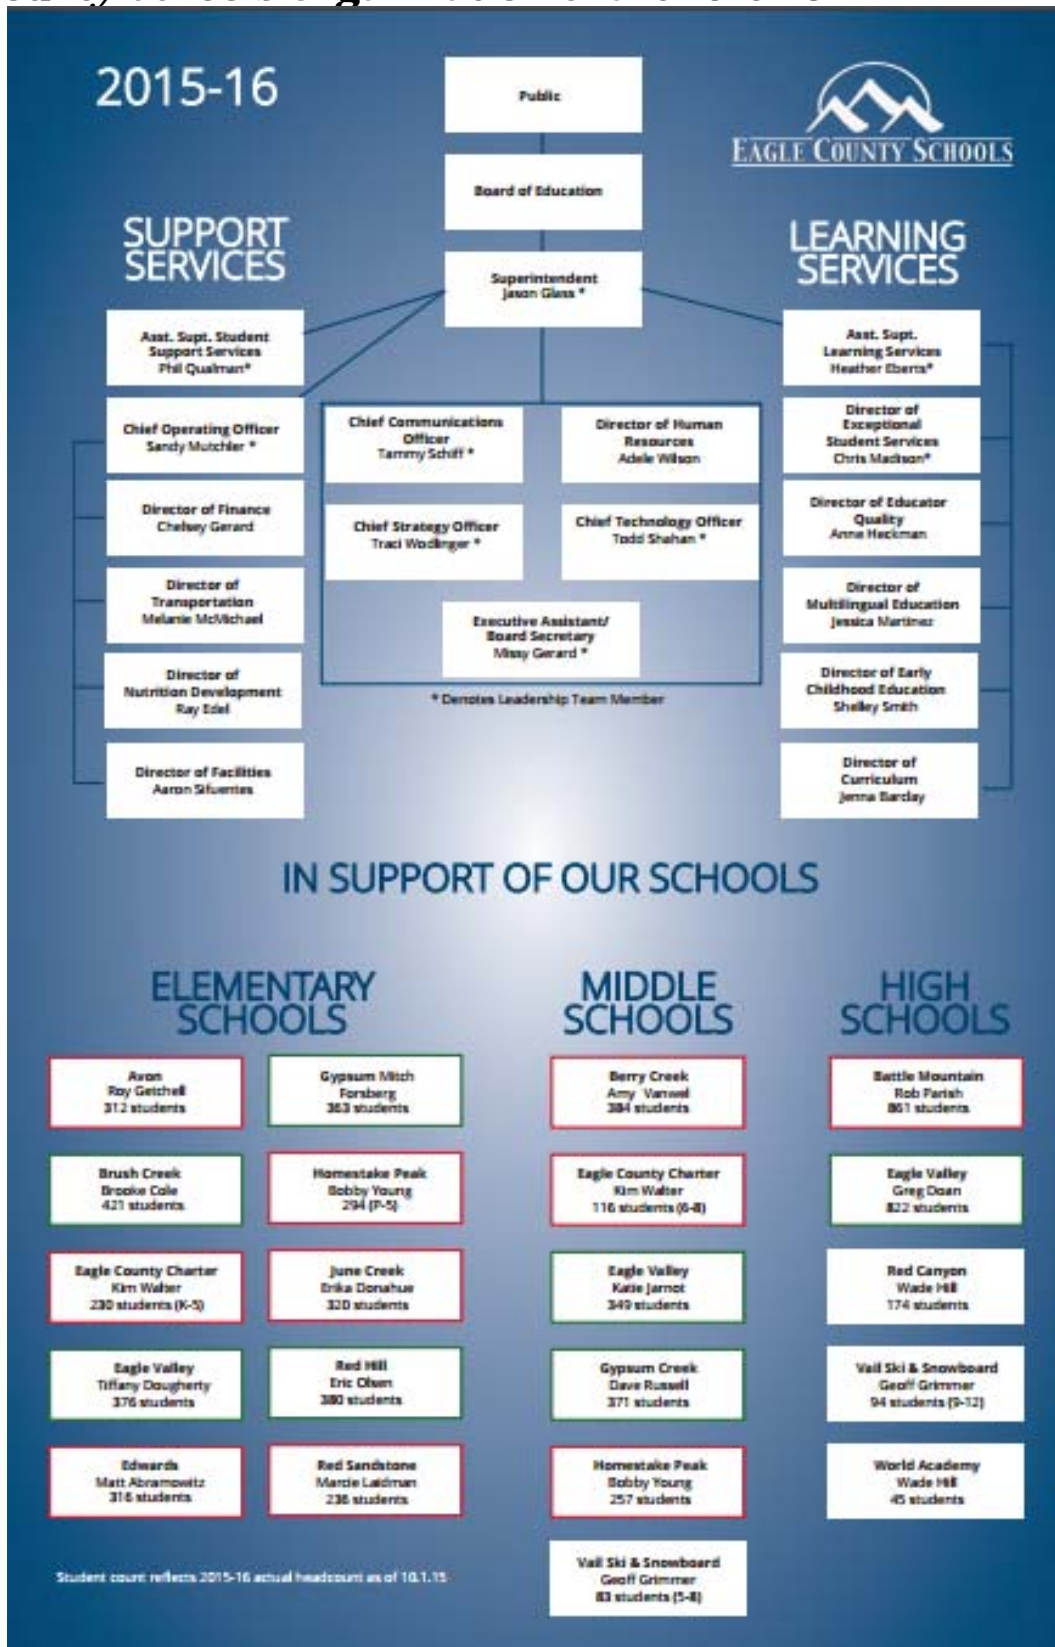 2015-16
EAGLE COUNTY SCHOOLS
Public
Board of Education
Superintendent
Jason Glass *
SUPPORT
SERVICES
Asst. Supt. Student
Support Services
Phil Qualman*
Chief Operating Officer
Sandy Mutchler *
Director of Finance
Chelsey Gerard
Director of
Transportation
Melanie McMichael
Director of
Nutrition Development
Ray Edel
Director of Facilities
Aaron Sifuentes
Chief Communications
Officer
Tammy Schiff *
Director of Human
Resources
Adele Wilson
Chief Strategy Officer
Traci Wodlinger *
Chief Technology Officer
Todd Shahan *
Executive Assistant/
Board Secretary
Missy Gerard *
* Denotes Leadership Team Member
LEARNING
SERVICES
Asst. Supt.
Learning Services
Heather Eberts*
Director of
Exceptional
Student Services
Chris Madison*
Director of Educator
Quality
Anne Heckman
Director of
Multilingual Education
Jessica Martinez
Director of Early
Childhood Education
Shelley Smith
Director of
Curriculum
Jenna Barclay
IN SUPPORT OF OUR SCHOOLS
ELEMENTARY
SCHOOLS
Avon
Roy Getchell
312 students
Gypsum Mitch
Forsberg
363 students
Brush Creek
Brooke Cole
421 students
Homestake Peak
Bobby Young
294 (P-5)
Eagle County Charter
Kim Walter
230 students (K-5)
June Creek
Erika Donahue
320 students
Eagle Valley
Tiffany Dougherty
376 students
Red Hill
Eric Olsen
380 students
Edwards
Matt Abramowitz
316 students
Red Sandstone
Marcie Laidman
236 students
MIDDLE
SCHOOLS
Berry Creek
Amy Vanwel
384 students
Eagle County Charter
Kim Walter
116 students (6-8)
Eagle Valley
Katie Jarnot
349 students
Gypsum Creek
Dave Russell
371 students
Homestake Peak
Bobby Young
257 students
Vail Ski & Snowboard
Geoff Grimmer
83 students (5-8)
HIGH
SCHOOLS
Battle Mountain
Rob Parish
861 students
Eagle Valley
Greg Doan
822 students
Red Canyon
Wade Hill
174 students
Vail Ski & Snowboard
Geoff Grimmer
94 students (9-12)
World Academy
Wade Hill
45 students
Student count reflects 2015-16 actual headcount as of 10.1.15